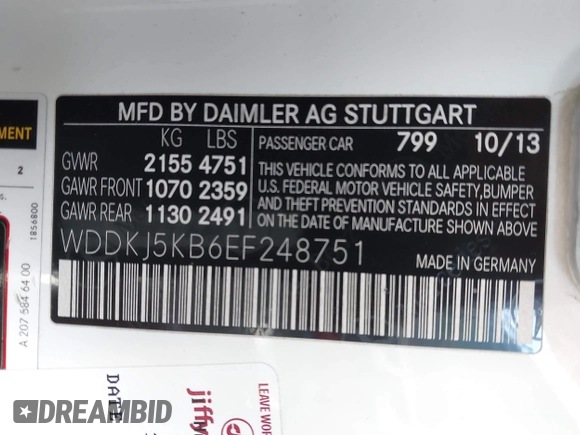 MFD BY DAIMLER AG STUTTGART
KG LBS
GVWR 2155 4751
GAWR FRONT 1070 2359
GAWR REAR 1130 2491
PASSENGER CAR 799 10/13
THIS VEHICLE CONFORMS TO ALL APPLICABLE
U.S. FEDERAL MOTOR VEHICLE SAFETY, BUMPER
AND THEFT PREVENTION STANDARDS IN EFFECT
ON THE DATE OF MANUFACTURE SHOWN ABOVE
WDDKJ5KB6EF248751
MADE IN GERMANY
2
1856800
A 207 584 64 00
DATE
jiffy
LEAVE WOR
DREAMBID